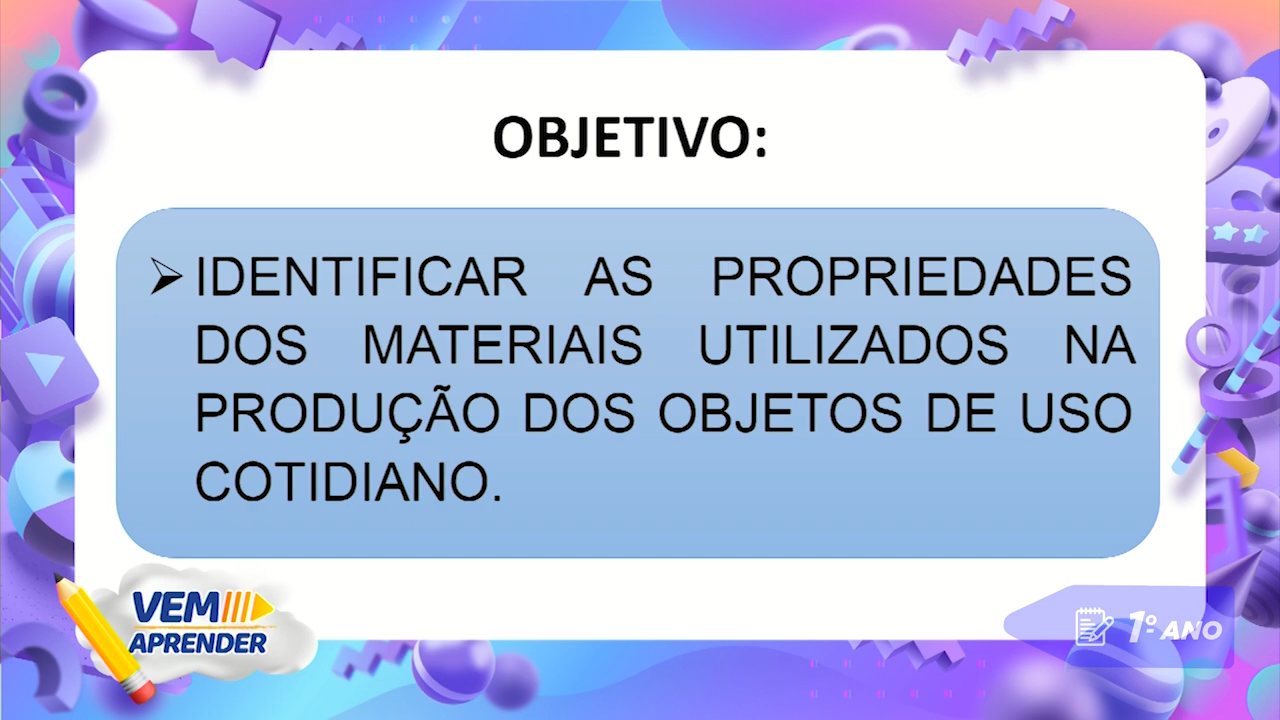 OBJETIVO:
IDENTIFICAR AS PROPRIEDADES
DOS MATERIAIS UTILIZADOS NA
PRODUÇÃO DOS OBJETOS DE USO
COTIDIANO.
VEM
APRENDER
1º ANO